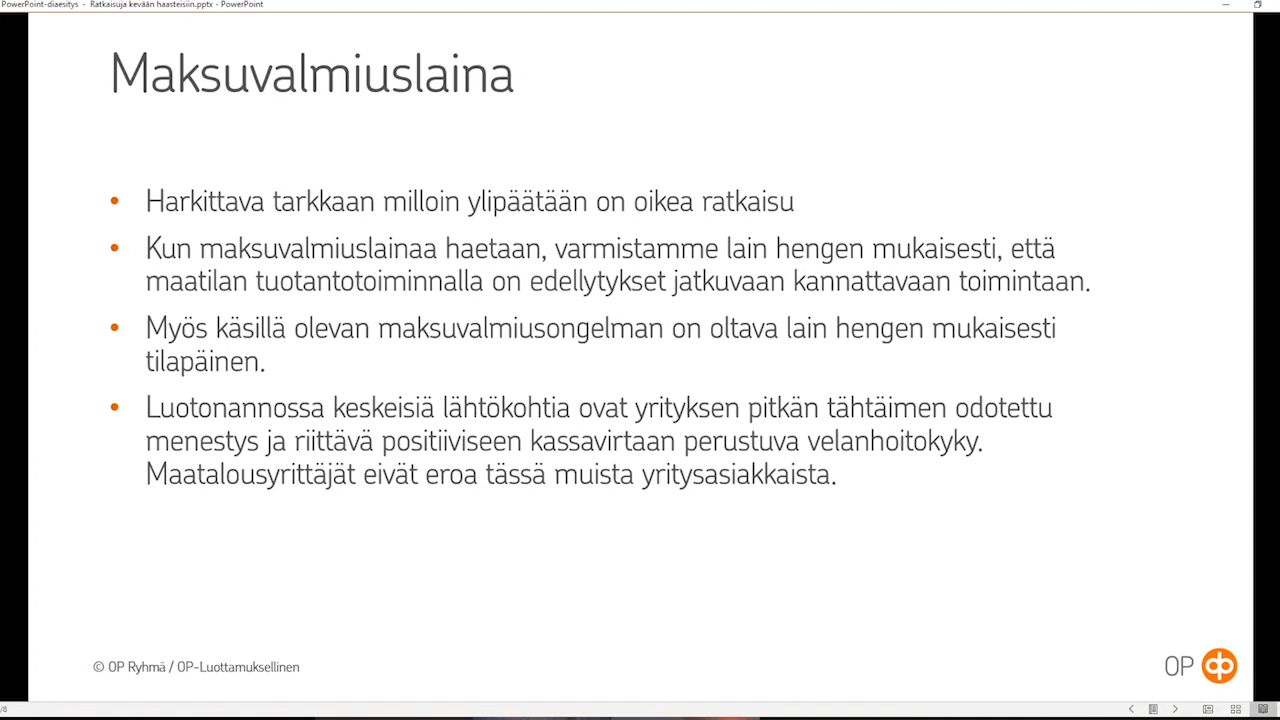 PowerPoint-diaesitys - Ratkaisuja kevään haasteisiin.pptx - PowerPoint
Maksuvalmiuslaina
• Harkittava tarkkaan milloin ylipäätään on oikea ratkaisu
• Kun maksuvalmiuslainaa haetaan, varmistamme lain hengen mukaisesti, että
maatilan tuotantotoiminnalla on edellytykset jatkuvaan kannattavaan toimintaan.
• Myös käsillä olevan maksuvalmiusongelman on oltava lain hengen mukaisesti
tilapäinen.
• Luotonannossa keskeisiä lähtökohtia ovat yrityksen pitkän tähtäimen odotettu
menestys ja riittävä positiiviseen kassavirtaan perustuva velanhoitokyky.
Maatalousyrittäjät eivät eroa tässä muista yritysasiakkaista.
© OP Ryhmä / OP-Luottamuksellinen
OP
/8